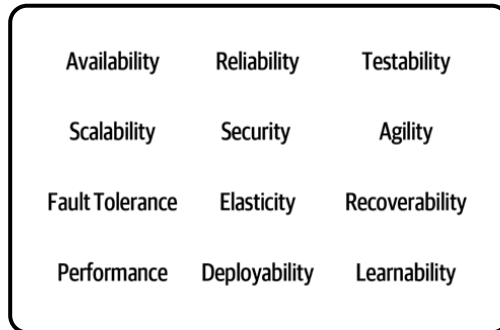 Availability Reliability Testability
Scalability Security Agility
Fault Tolerance Elasticity Recoverability
Performance Deployability Learnability